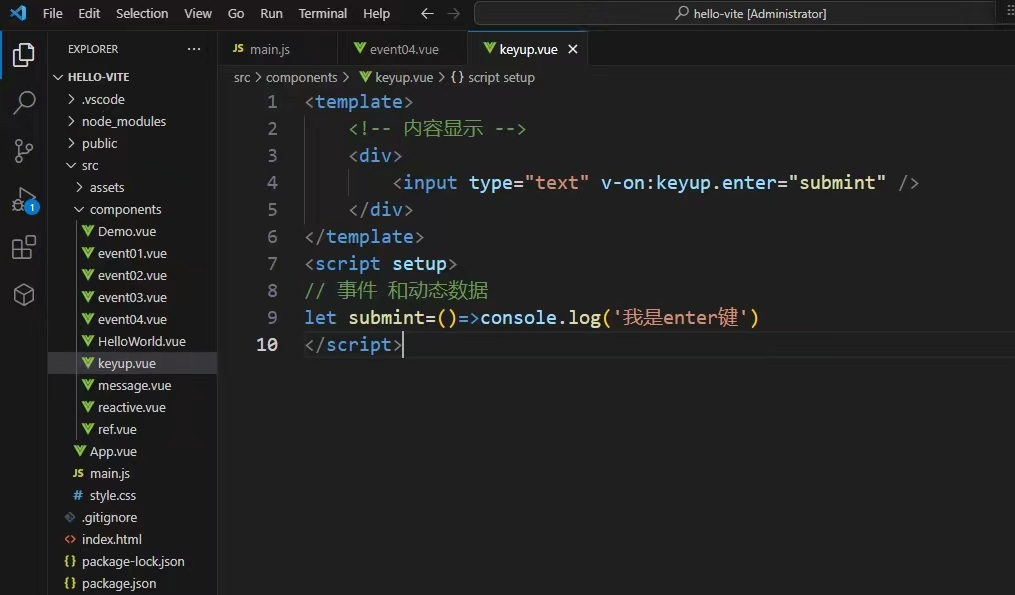 File Edit Selection View Go Run Terminal Help hello-vite [Administrator]
EXPLORER
HELLO-VITE
.vscode
node_modules
public
src
assets
components
Demo.vue
event01.vue
event02.vue
event03.vue
event04.vue
HelloWorld.vue
keyup.vue
message.vue
reactive.vue
ref.vue
App.vue
JS main.js
# style.css
.gitignore
<> index.html
{} package-lock.json
{} package.json
1
JS main.js event04.vue keyup.vue
src > components > keyup.vue > {} script setup
1 <template>
2 <!-- 内容显示 -->
3 <div>
4 <input type="text" v-on:keyup.enter="submint" />
5 </div>
6 </template>
7 <script setup>
8 // 事件 和动态数据
9 let submint=()=>console.log('我是enter键')
10 </script>